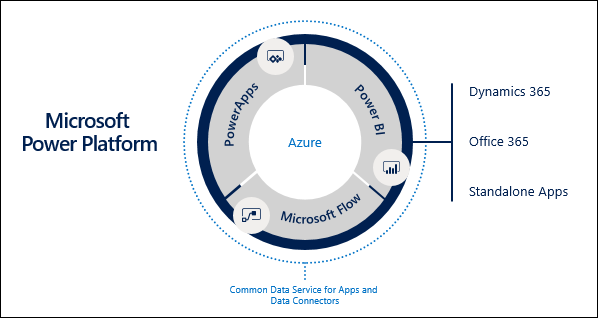 Microsoft
Power Platform
PowerApps
Power BI
Azure
Microsoft Flow
Dynamics 365
Office 365
Standalone Apps
Common Data Service for Apps and
Data Connectors